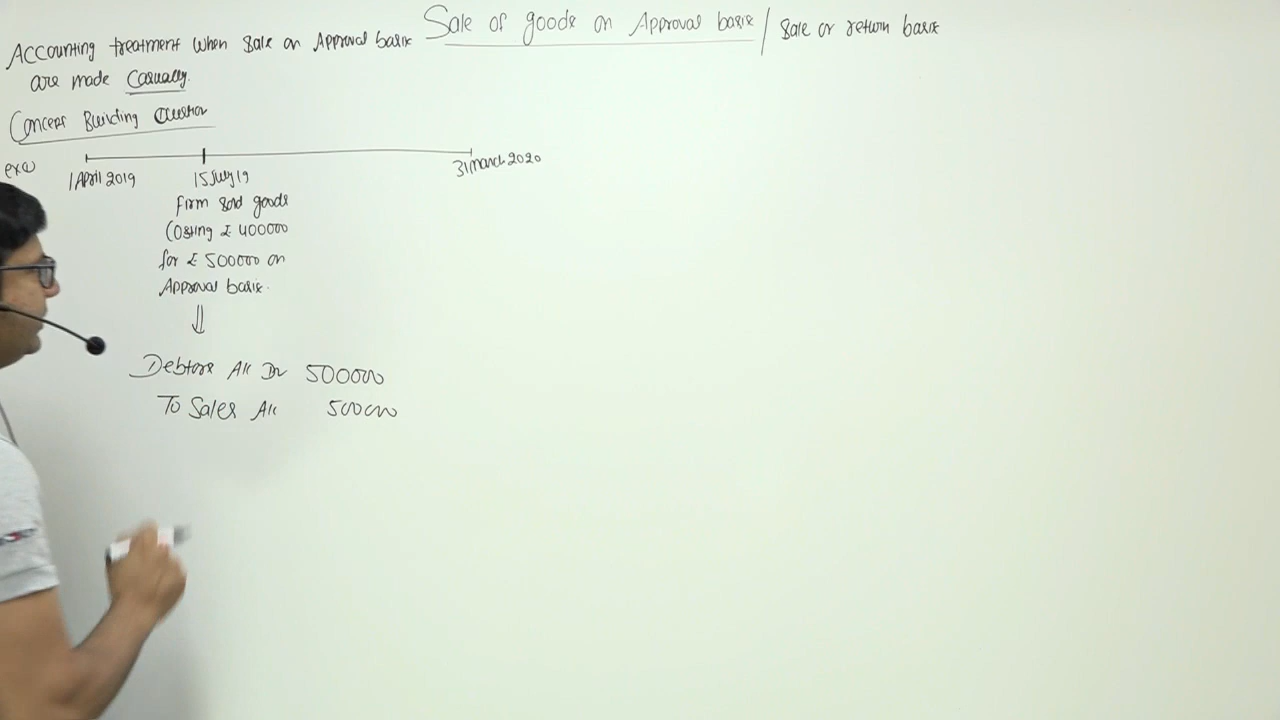 Sale of goods on Approval basis / Sale or return basis
Accounting treatment when sale on Approval basis
are made Casually.
Concept Building Question
exa
1 April 2019
15 July 19
31 march 2020
firm sold goods
Costing ₹ 400000
for ₹ 500000 on
Approval basis.
Debtors A/c Dr 500000
To Sales A/c 500000